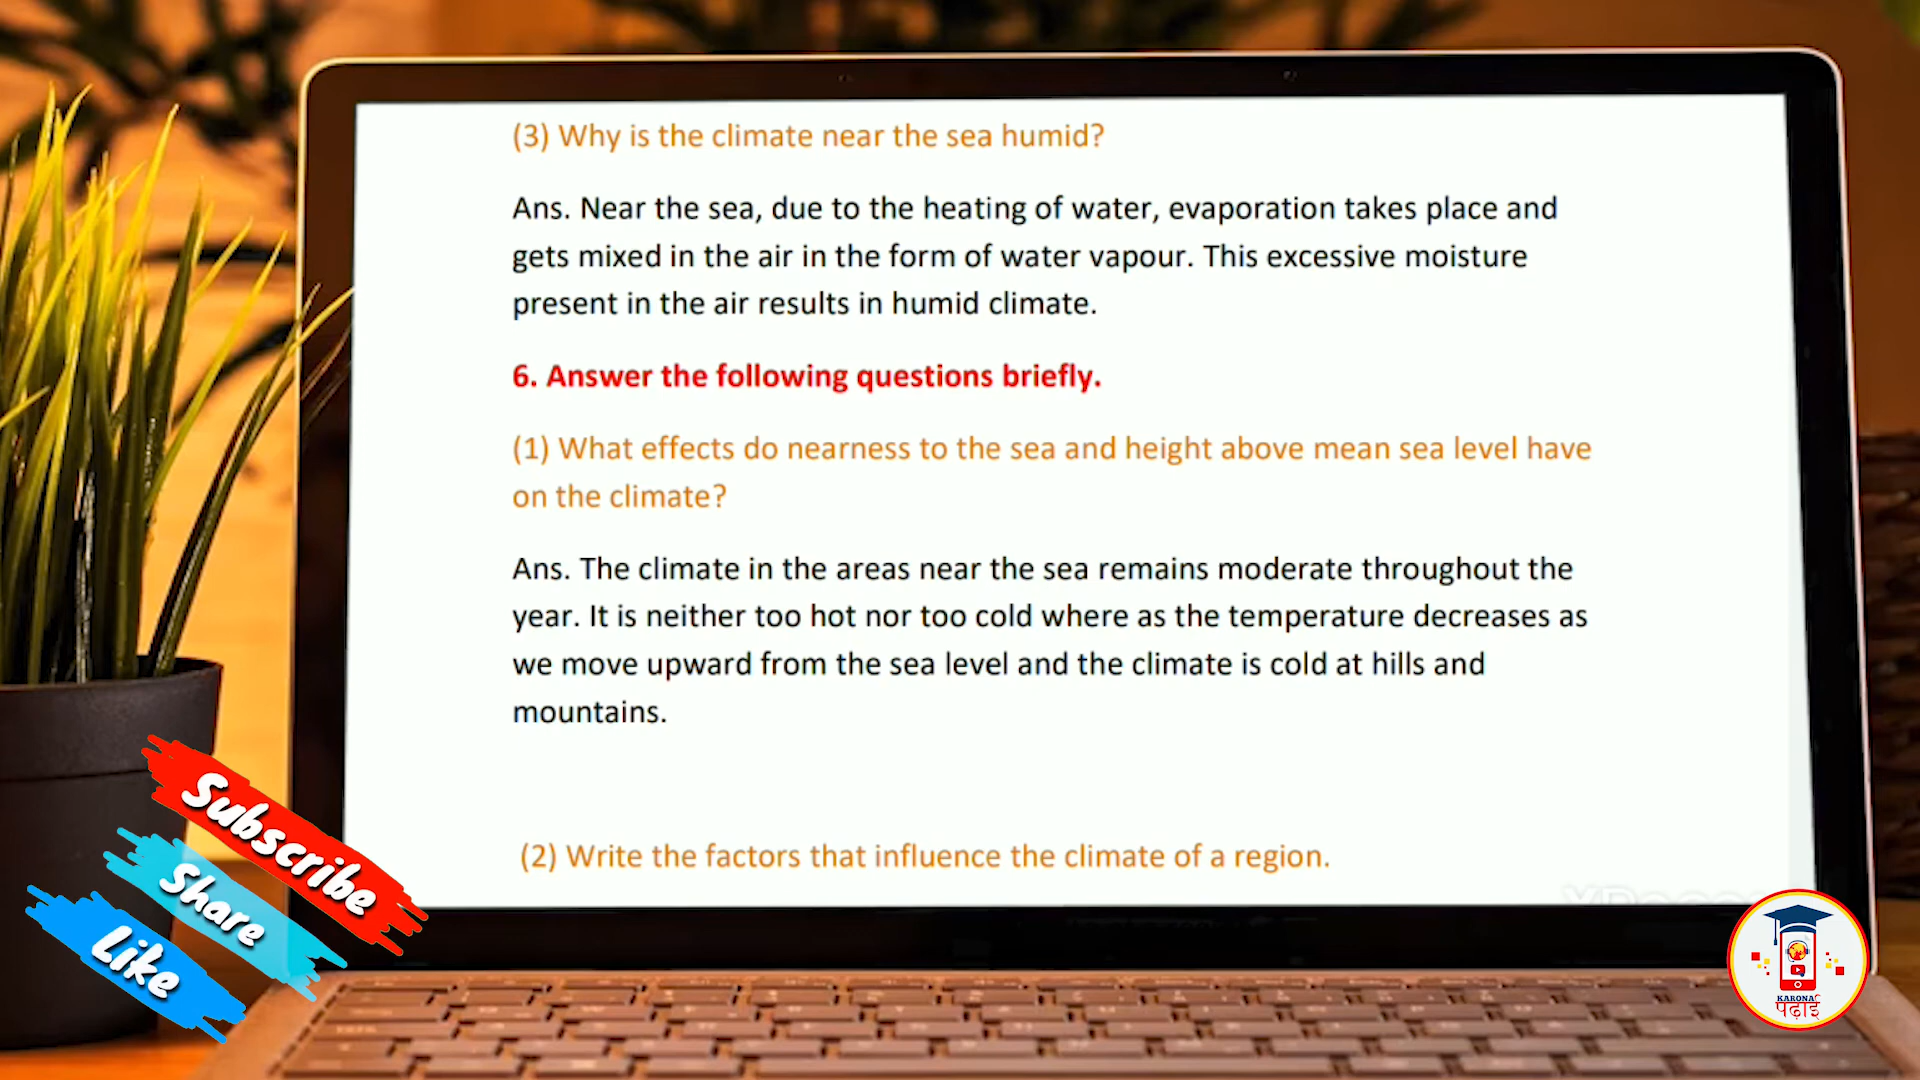 (3) Why is the climate near the sea humid?
Ans. Near the sea, due to the heating of water, evaporation takes place and
gets mixed in the air in the form of water vapour. This excessive moisture
present in the air results in humid climate.
6. Answer the following questions briefly.
(1) What effects do nearness to the sea and height above mean sea level have
on the climate?
Ans. The climate in the areas near the sea remains moderate throughout the
year. It is neither too hot nor too cold where as the temperature decreases as
we move upward from the sea level and the climate is cold at hills and
mountains.
(2) Write the factors that influence the climate of a region.
Subscribe
Share
Like
KARONA
पढ़ाई